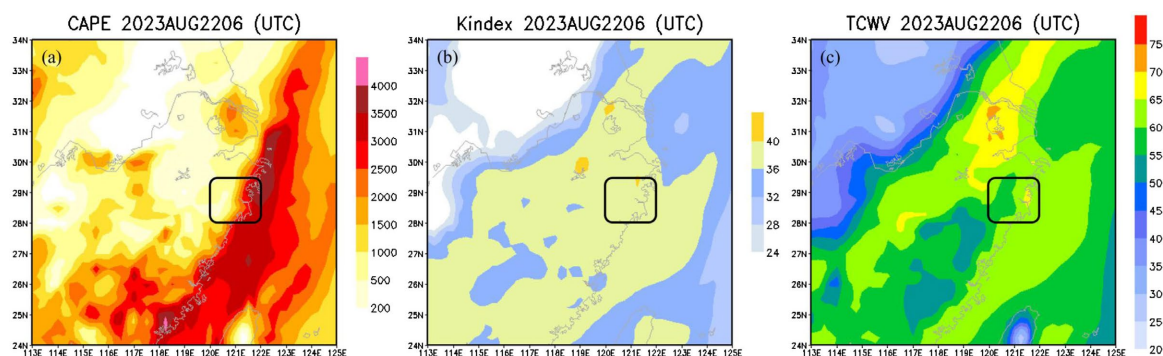 CAPE 2023AUG2206 (UTC)
(a)
34N
33N
32N
31N
30N
29N
28N
27N
26N
25N
24N
113E 114E 115E 116E 117E 118E 119E 120E 121E 122E 123E 124E 125E
4000
3500
3000
2500
2000
1500
1000
500
200
Kindex 2023AUG2206 (UTC)
(b)
34N
33N
32N
31N
30N
29N
28N
27N
26N
25N
24N
113E 114E 115E 116E 117E 118E 119E 120E 121E 122E 123E 124E 125E
40
36
32
28
24
TCWV 2023AUG2206 (UTC)
(c)
34N
33N
32N
31N
30N
29N
28N
27N
26N
25N
24N
113E 114E 115E 116E 117E 118E 119E 120E 121E 122E 123E 124E 125E
75
70
65
60
55
50
45
40
35
30
25
20